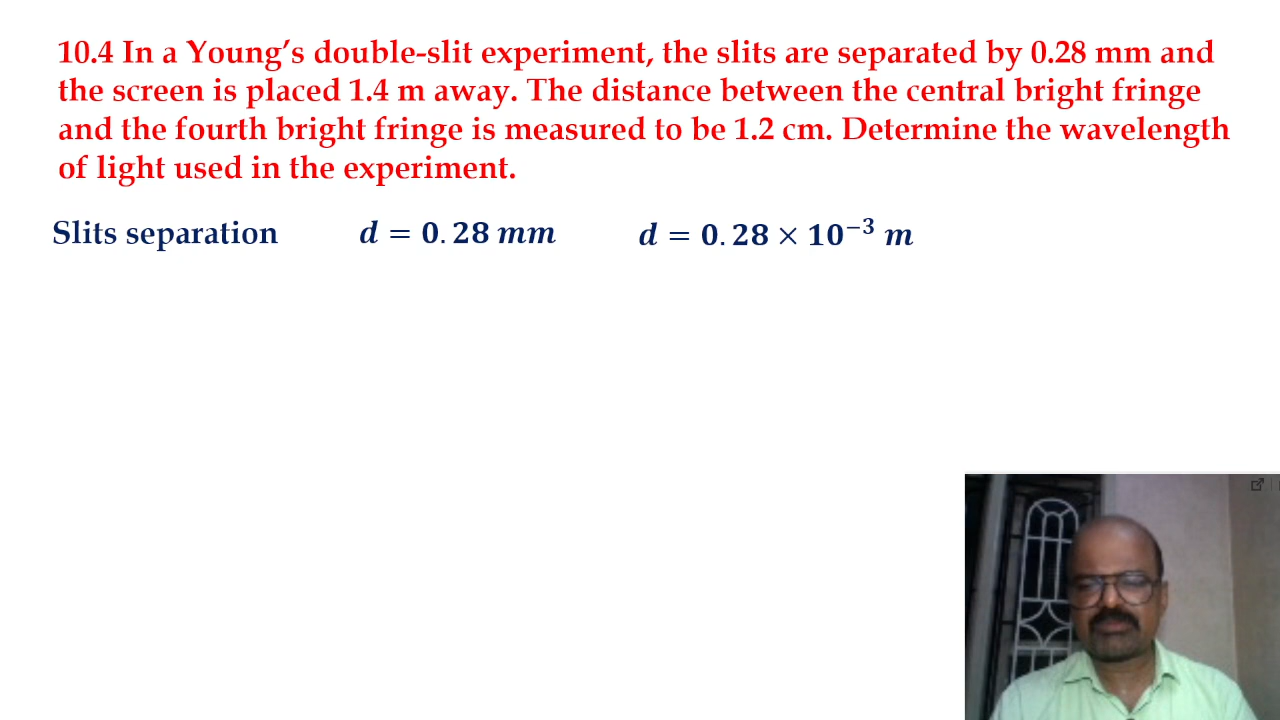 10.4 In a Young’s double-slit experiment, the slits are separated by 0.28 mm and
the screen is placed 1.4 m away. The distance between the central bright fringe
and the fourth bright fringe is measured to be 1.2 cm. Determine the wavelength
of light used in the experiment.
Slits separation d = 0.28 mm d = 0.28 × 10⁻³ m